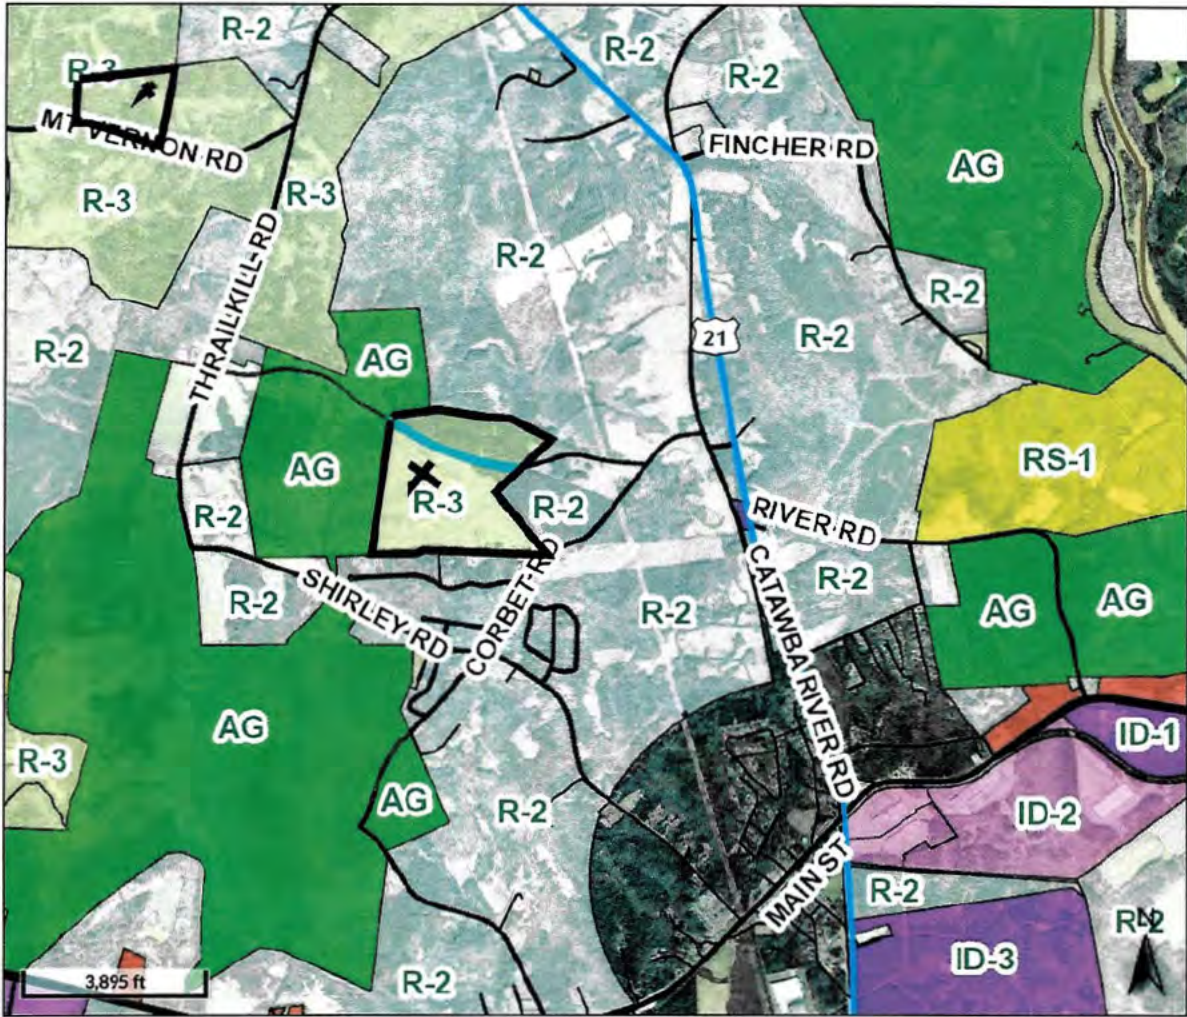 R-2
R-2
R-2
R-3
MT VERNON RD
FINCHER RD
AG
R-3
R-3
THRAILKILL RD
R-2
R-2
21
R-2
R-2
AG
AG
RS-1
R-3
R-2
R-2
RIVER RD
SHIRLEY RD
CORBET RD
CATAWBA RIVER RD
R-2
R-2
R-2
AG
AG
AG
ID-1
R-3
AG
R-2
ID-2
MAIN ST
R-2
R-2
N
ID-3
R-2
3,895 ft